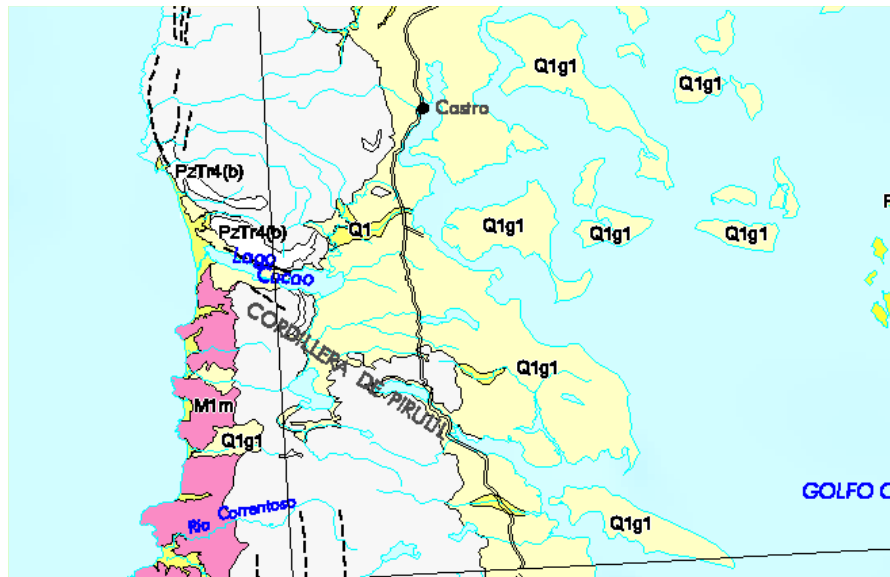 Q1g1
Q1g1
Castro
PzTr4(b)
Q1g1
Q1
PzTr4(b)
Q1g1
Q1g1
Lago
Cucao
CORDILLERA DE PIRUTIL
Q1g1
M1m
Q1g1
GOLFO C
Río Correntoso
Q1g1